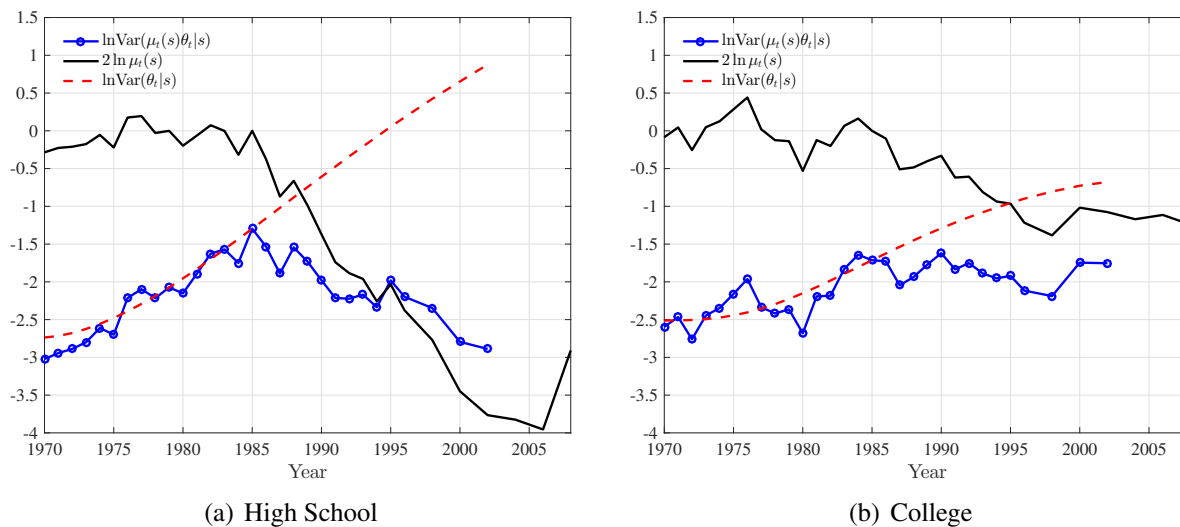 1.5
1
0.5
0
-0.5
-1
-1.5
-2
-2.5
-3
-3.5
-4
lnVar(μt(s)θt|s)
2 ln μt(s)
lnVar(θt|s)
1970 1975 1980 1985 1990 1995 2000 2005
Year
(a) High School
1.5
1
0.5
0
-0.5
-1
-1.5
-2
-2.5
-3
-3.5
-4
lnVar(μt(s)θt|s)
2 ln μt(s)
lnVar(θt|s)
1970 1975 1980 1985 1990 1995 2000 2005
Year
(b) College